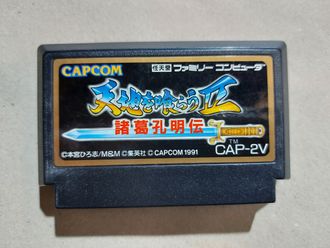 CAPCOM
任天堂 ファミリー コンピュータ
天地を喰らうII
諸葛孔明伝
TM
©本宮ひろ志/M&M ©集英社 ©CAPCOM 1991
CAP-2V